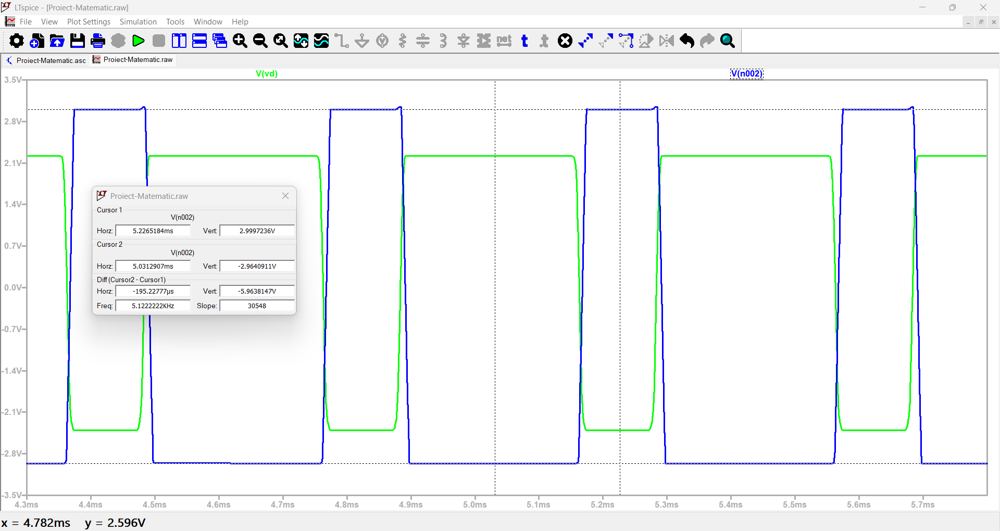 LTspice - [Proiect-Matematic.raw]
File View Plot Settings Simulation Tools Window Help
net t .t
Proiect-Matematic.asc Proiect-Matematic.raw
V(vd) V(n002)
3.5V
2.8V
2.1V
1.4V
0.7V
0.0V
-0.7V
-1.4V
-2.1V
-2.8V
-3.5V
Proiect-Matematic.raw
Cursor 1
V(n002)
Horz: 5.2265184ms Vert: 2.9997236V
Cursor 2
V(n002)
Horz: 5.0312907ms Vert: -2.9640911V
Diff (Cursor2 - Cursor1)
Horz: -195.22777µs Vert: -5.9638147V
Freq: 5.1222222KHz Slope: 30548
4.3ms 4.4ms 4.5ms 4.6ms 4.7ms 4.8ms 4.9ms 5.0ms 5.1ms 5.2ms 5.3ms 5.4ms 5.5ms 5.6ms 5.7ms
x = 4.782ms y = 2.596V